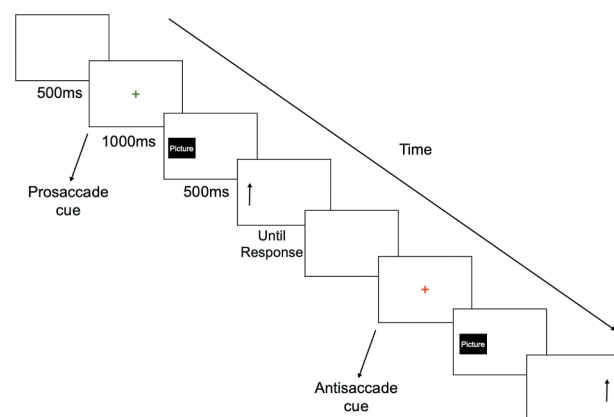 500ms
1000ms
Picture
Time
Prosaccade
cue
500ms
Until
Response
Picture
Antisaccade
cue